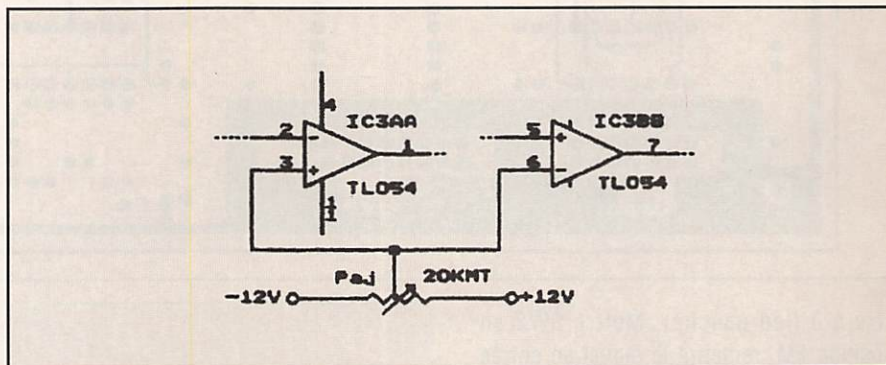 4
IC3AA
IC3BB
2
-
1
5
+
7
3
+
6
-
TL054
TL054
11
Paj
20KMT
-12V
+12V